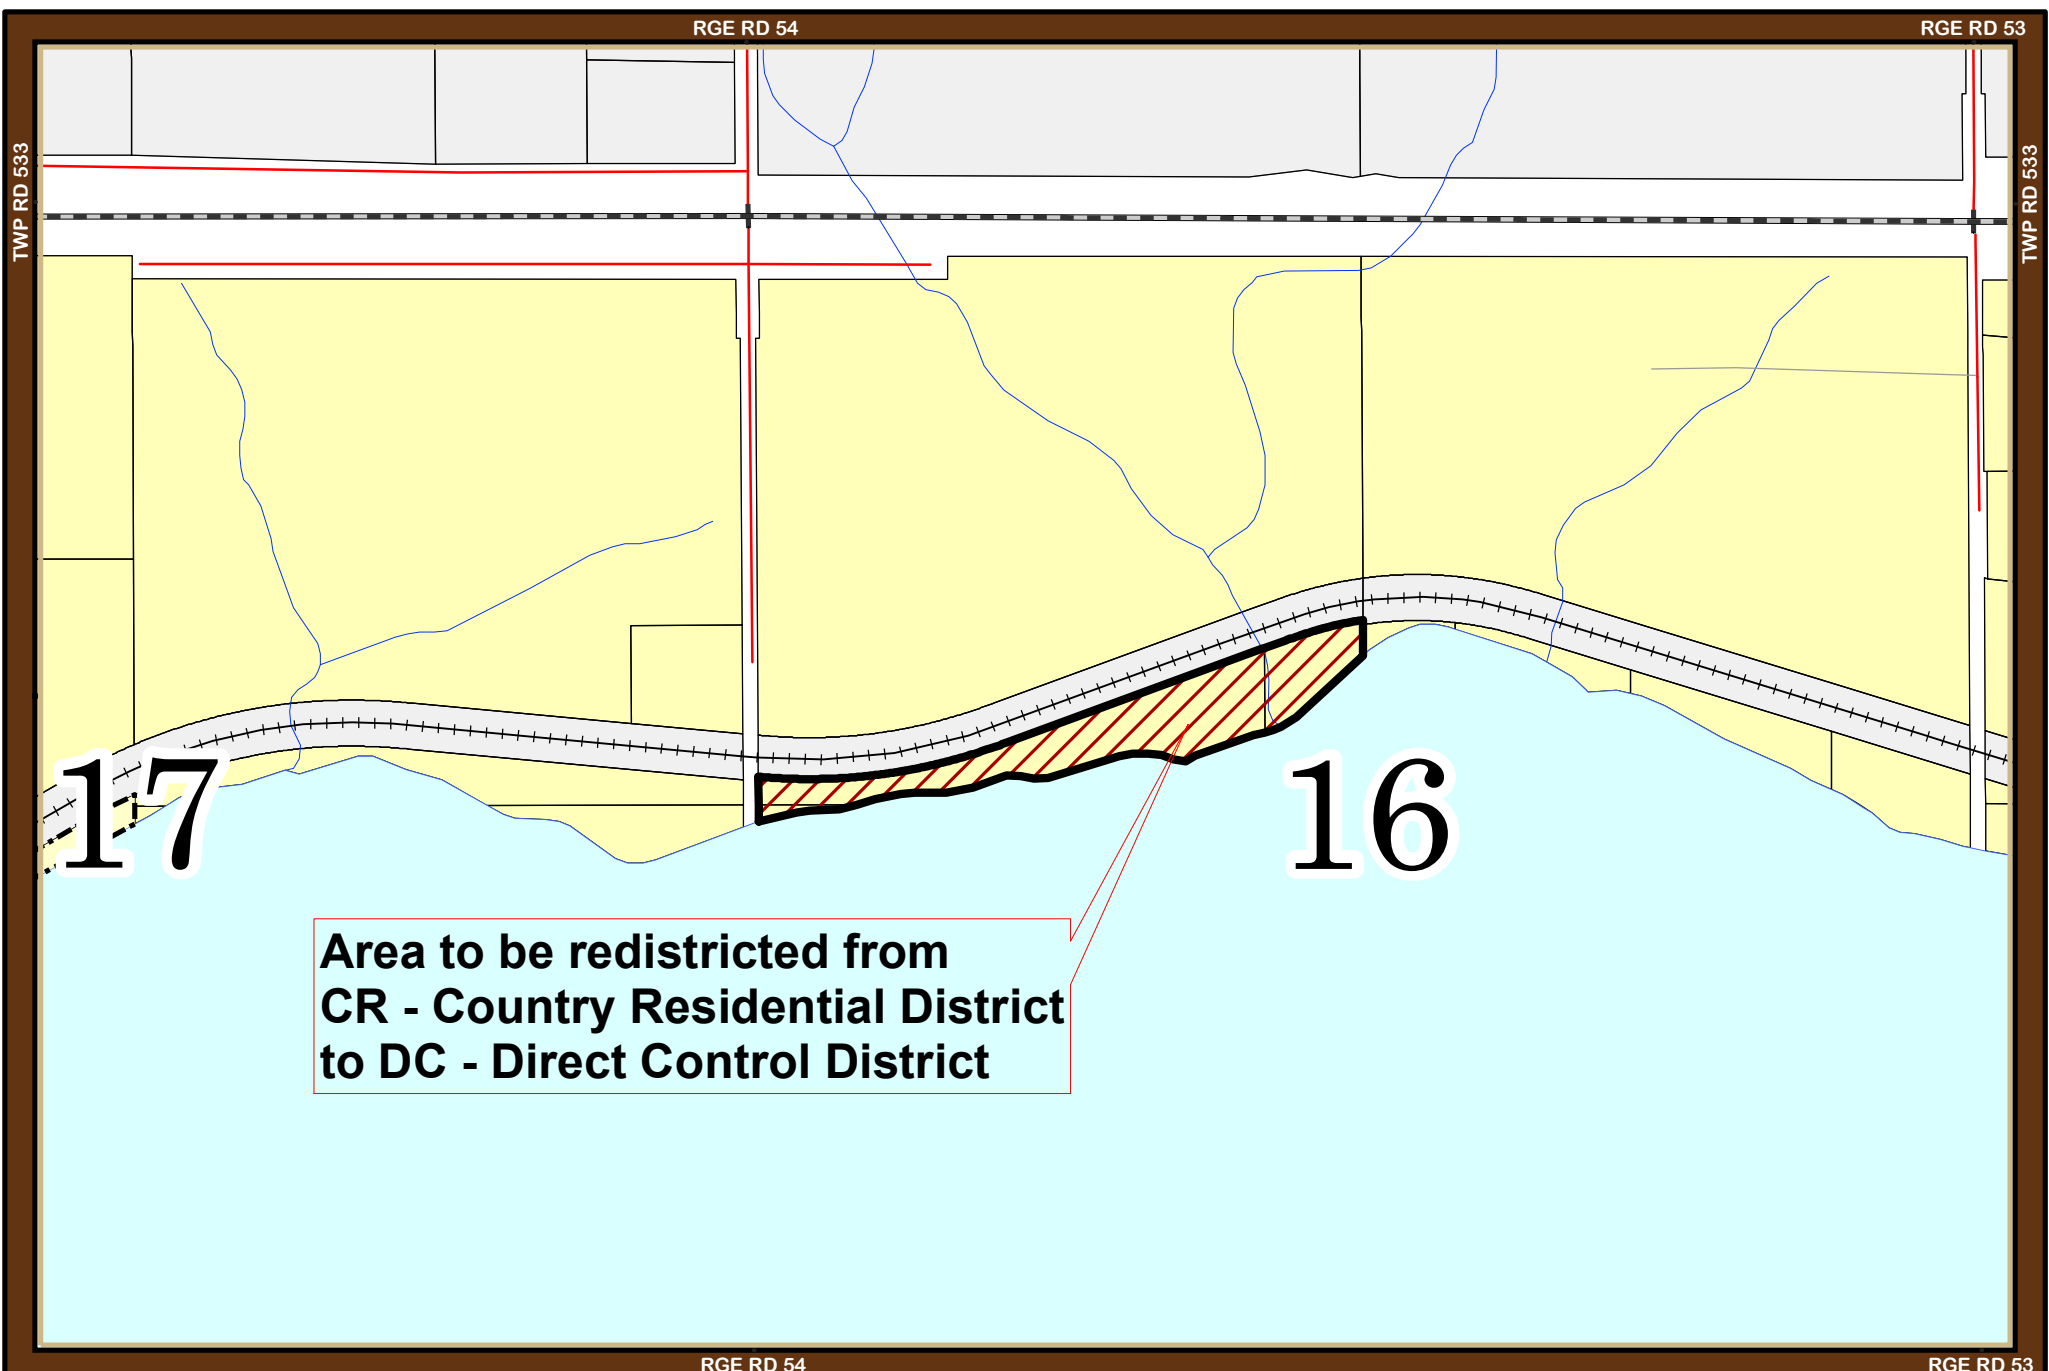 RGE RD 54
RGE RD 53
TWP RD 533
TWP RD 533
17
16
Area to be redistricted from
CR - Country Residential District
to DC - Direct Control District
RGE RD 54
RGE RD 53